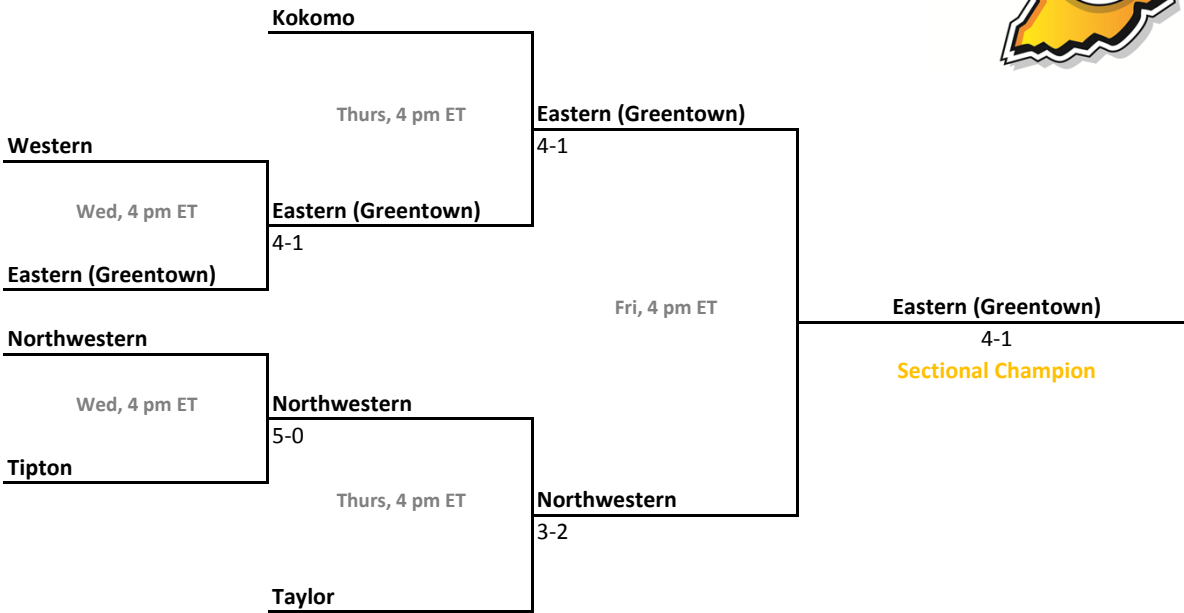 Kokomo
Thurs, 4 pm ET
Eastern (Greentown)
4-1
Western
Wed, 4 pm ET
Eastern (Greentown)
4-1
Eastern (Greentown)
Fri, 4 pm ET
Eastern (Greentown)
4-1
Sectional Champion
Northwestern
Wed, 4 pm ET
Northwestern
5-0
Tipton
Thurs, 4 pm ET
Northwestern
3-2
Taylor